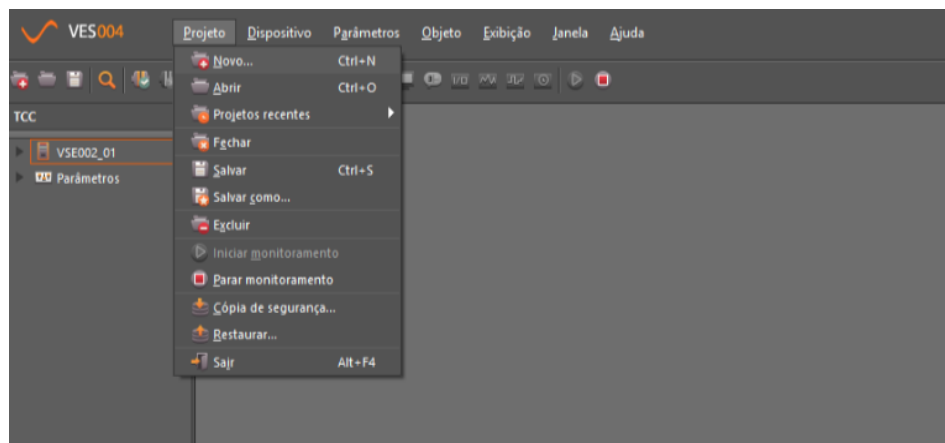 VES004 Projeto Dispositivo Parâmetros Objeto Exibição Janela Ajuda
Novo... Ctrl+N
Abrir Ctrl+O
Projetos recentes
Fechar
Salvar Ctrl+S
Salvar como...
Excluir
Iniciar monitoramento
Parar monitoramento
Cópia de segurança...
Restaurar...
Sair Alt+F4
TCC
VSE002_01
Parâmetros